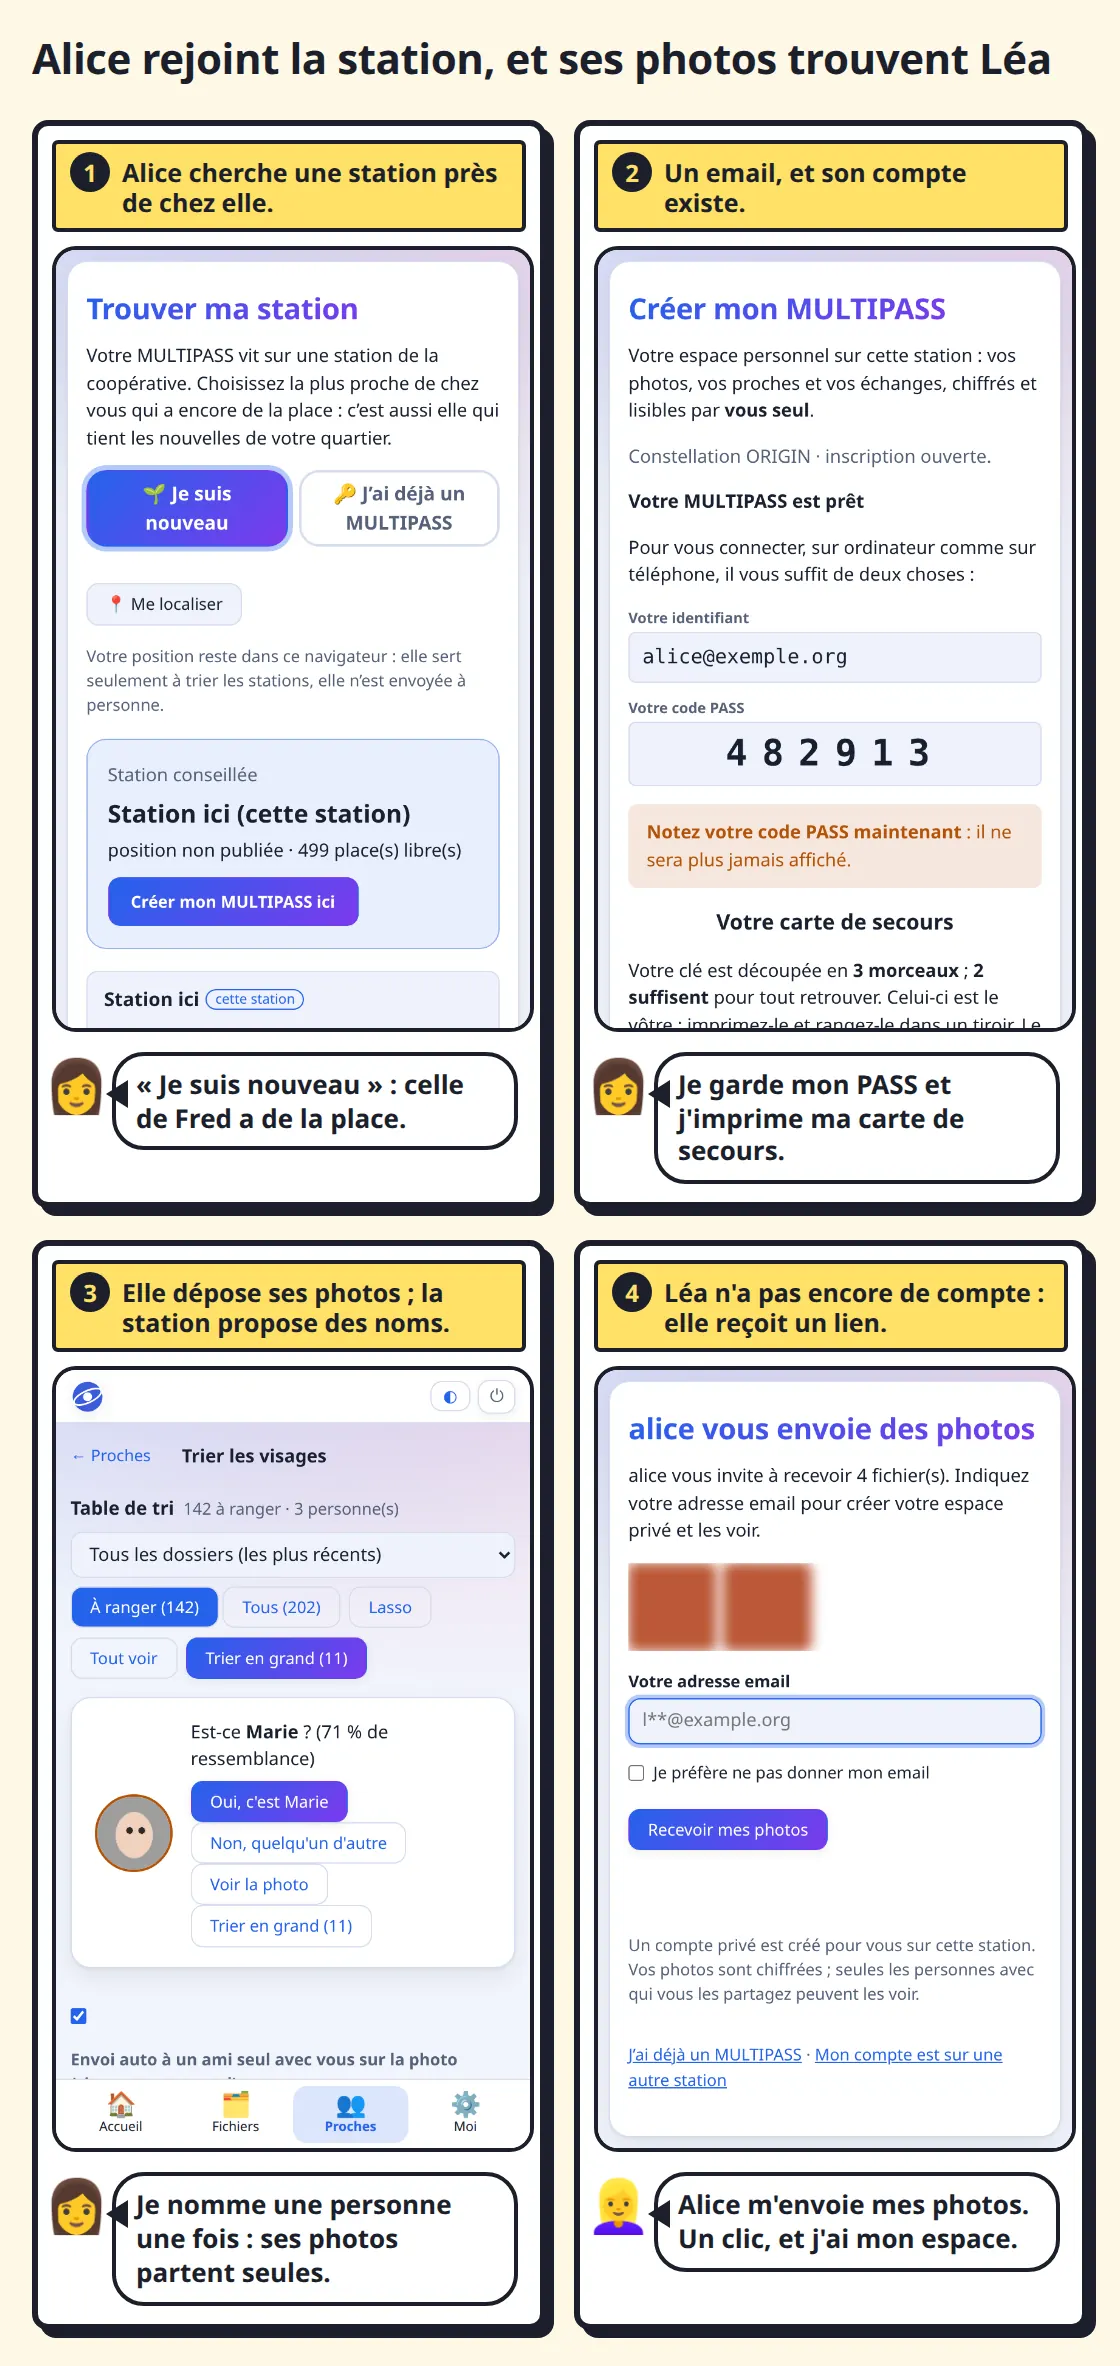 Alice rejoint la station, et ses photos trouvent Léa
1 Alice cherche une station près
de chez elle.
Trouver ma station
Votre MULTIPASS vit sur une station de la
coopérative. Choisissez la plus proche de chez
vous qui a encore de la place : c’est aussi elle qui
tient les nouvelles de votre quartier.
🌱 Je suis
nouveau
🔑 J’ai déjà un
MULTIPASS
📍 Me localiser
Votre position reste dans ce navigateur : elle sert
seulement à trier les stations, elle n’est envoyée à
personne.
Station conseillée
Station ici (cette station)
position non publiée · 499 place(s) libre(s)
Créer mon MULTIPASS ici
Station ici cette station
« Je suis nouveau » : celle
de Fred a de la place.
2 Un email, et son compte
existe.
Créer mon MULTIPASS
Votre espace personnel sur cette station : vos
photos, vos proches et vos échanges, chiffrés et
lisibles par vous seul.
Constellation ORIGIN · inscription ouverte.
Votre MULTIPASS est prêt
Pour vous connecter, sur ordinateur comme sur
téléphone, il vous suffit de deux choses :
Votre identifiant
alice@exemple.org
Votre code PASS
482913
Notez votre code PASS maintenant : il ne
sera plus jamais affiché.
Votre carte de secours
Votre clé est découpée en 3 morceaux ; 2
suffisent pour tout retrouver. Celui-ci est le
vôtre : imprimez-le et rangez-le dans un tiroir. Le
Je garde mon PASS et
j'imprime ma carte de
secours.
3 Elle dépose ses photos ; la
station propose des noms.
← Proches Trier les visages
Table de tri 142 à ranger · 3 personne(s)
Tous les dossiers (les plus récents)
À ranger (142) Tous (202) Lasso
Tout voir Trier en grand (11)
Est-ce Marie ? (71 % de
ressemblance)
Oui, c'est Marie
Non, quelqu'un d'autre
Voir la photo
Trier en grand (11)
Envoi auto à un ami seul avec vous sur la photo
Accueil Fichiers Proches Moi
Je nomme une personne
une fois : ses photos
partent seules.
4 Léa n'a pas encore de compte :
elle reçoit un lien.
alice vous envoie des photos
alice vous invite à recevoir 4 fichier(s). Indiquez
votre adresse email pour créer votre espace
privé et les voir.
Votre adresse email
l**@example.org
Je préfère ne pas donner mon email
Recevoir mes photos
Un compte privé est créé pour vous sur cette station.
Vos photos sont chiffrées ; seules les personnes avec
qui vous les partagez peuvent les voir.
J’ai déjà un MULTIPASS · Mon compte est sur une
autre station
Alice m'envoie mes photos.
Un clic, et j'ai mon espace.